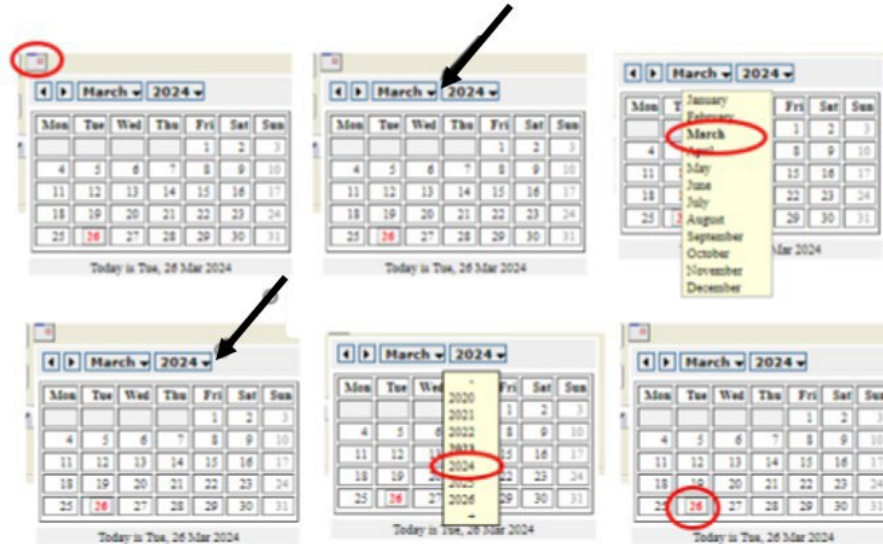 March 2024
Mon Tue Wed Thu Fri Sat Sun
1 2 3
4 5 6 7 8 9 10
11 12 13 14 15 16 17
18 19 20 21 22 23 24
25 26 27 28 29 30 31
Today is Tue, 26 Mar 2024
March 2024
Mon Tue Wed Thu Fri Sat Sun
1 2 3
4 5 6 7 8 9 10
11 12 13 14 15 16 17
18 19 20 21 22 23 24
25 26 27 28 29 30 31
Today is Tue, 26 Mar 2024
March 2024
Mon T Fri Sat Sun
1 2 3
4 8 9 10
11 15 16 17
18 22 23 24
25 29 30 31
Mar 2024
January
February
March
April
May
June
July
August
September
October
November
December
March 2024
Mon Tue Wed Thu Fri Sat Sun
1 2 3
4 5 6 7 8 9 10
11 12 13 14 15 16 17
18 19 20 21 22 23 24
25 26 27 28 29 30 31
Today is Tue, 26 Mar 2024
March 2024
Mon Tue Wed Fri Sat Sun
1 2 3
4 5 6 8 9 10
11 12 13 15 16 17
18 19 22 23 24
25 26 27 29 30 31
Today is Tue, 26 Mar 2024
2020
2021
2022
2023
2024
2025
2026
March 2024
Mon Tue Wed Thu Fri Sat Sun
1 2 3
4 5 6 7 8 9 10
11 12 13 14 15 16 17
18 19 20 21 22 23 24
25 26 27 28 29 30 31
Today is Tue, 26 Mar 2024